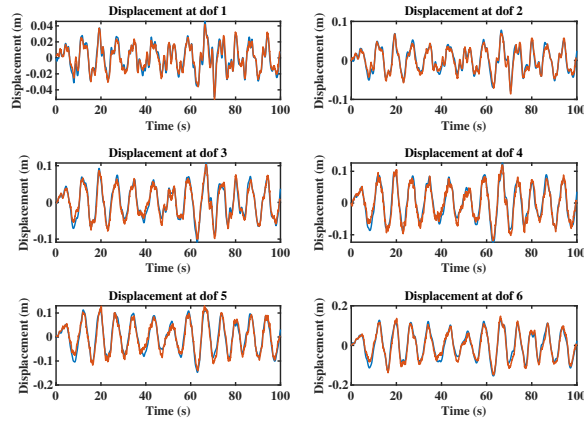 Displacement at dof 1
Displacement (m)
0.04
0.02
0
-0.02
-0.04
0 20 40 60 80 100
Time (s)
Displacement at dof 2
Displacement (m)
0.1
0
-0.1
0 20 40 60 80 100
Time (s)
Displacement at dof 3
Displacement (m)
0.1
0
-0.1
0 20 40 60 80 100
Time (s)
Displacement at dof 4
Displacement (m)
0.1
0
-0.1
0 20 40 60 80 100
Time (s)
Displacement at dof 5
Displacement (m)
0.1
0
-0.1
-0.2
0 20 40 60 80 100
Time (s)
Displacement at dof 6
Displacement (m)
0.2
0
-0.2
0 20 40 60 80 100
Time (s)